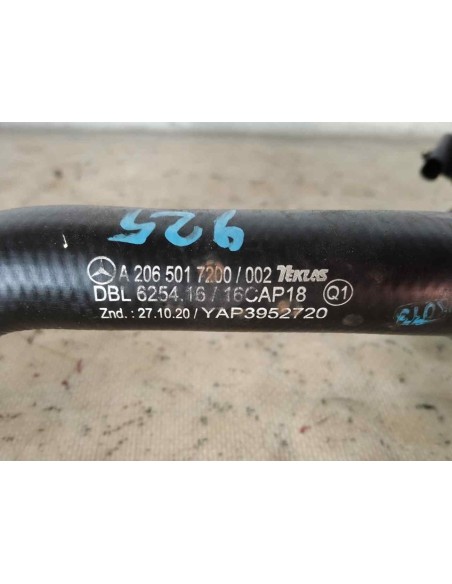 925
A 206 501 7200 / 002 TEKLAS
DBL 6254.16 / 16CAP18 Q1
Znd.: 27.10.20 / YAP3952720